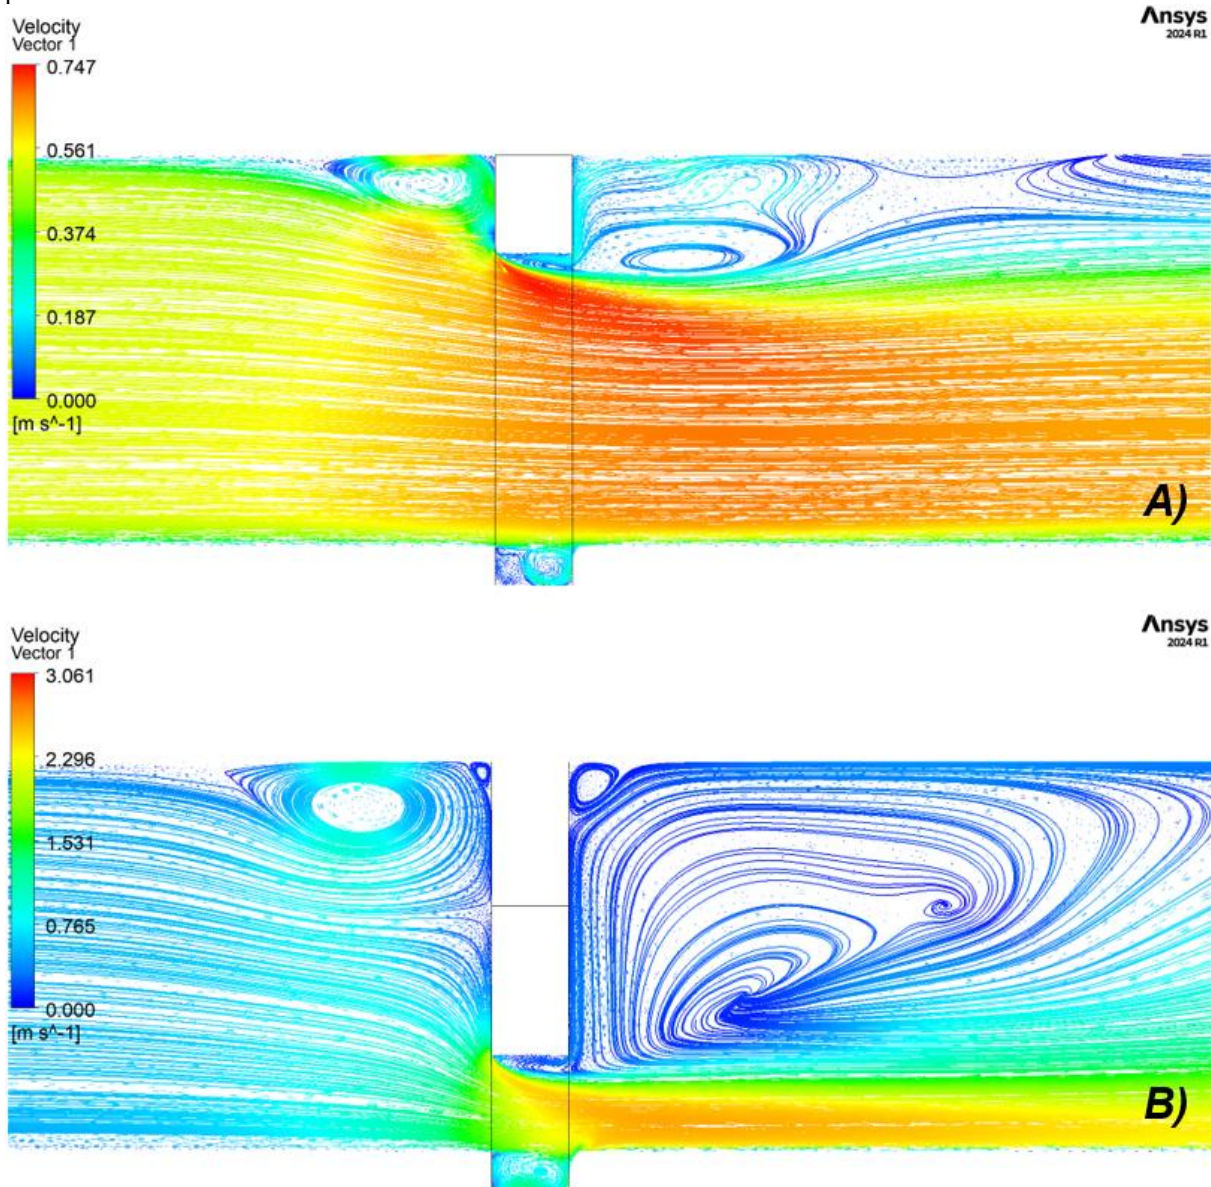 Velocity
Vector 1
Ansys
2024 R1
0.747
0.561
0.374
0.187
0.000
[m s^-1]
A)
Velocity
Vector 1
Ansys
2024 R1
3.061
2.296
1.531
0.765
0.000
[m s^-1]
B)